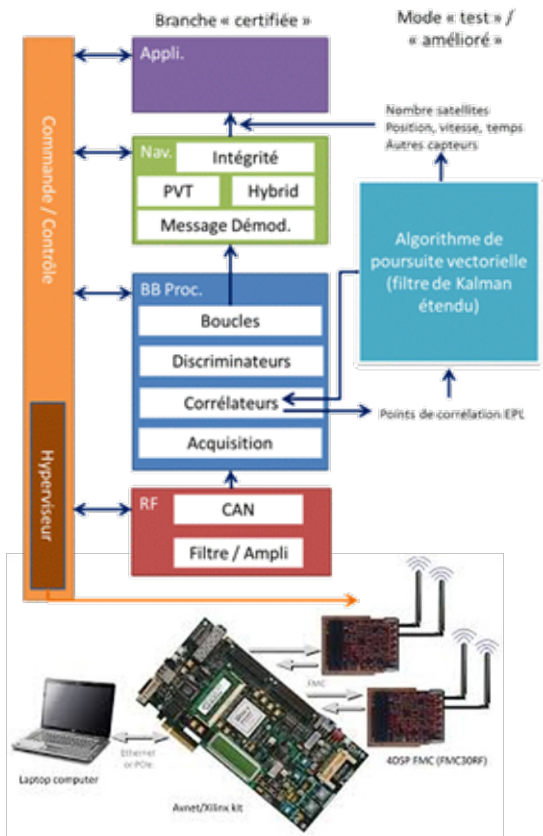 Branche « certifiée »
Mode « test » /
« amélioré »
Appli.
Nombre satellites
Position, vitesse, temps
Autres capteurs
Commande / Contrôle
Nav.
Intégrité
PVT
Hybrid
Message Démod.
Algorithme de
poursuite vectorielle
(filtre de Kalman
étendu)
BB Proc.
Boucles
Discriminateurs
Corrélateurs
Points de corrélation EPL
Acquisition
Hyperviseur
RF
CAN
Filtre / Ampli
FMC
Ethernet
or PCIe
Laptop computer
4DSP FMC (FMC30RF)
Avnet/Xilinx kit